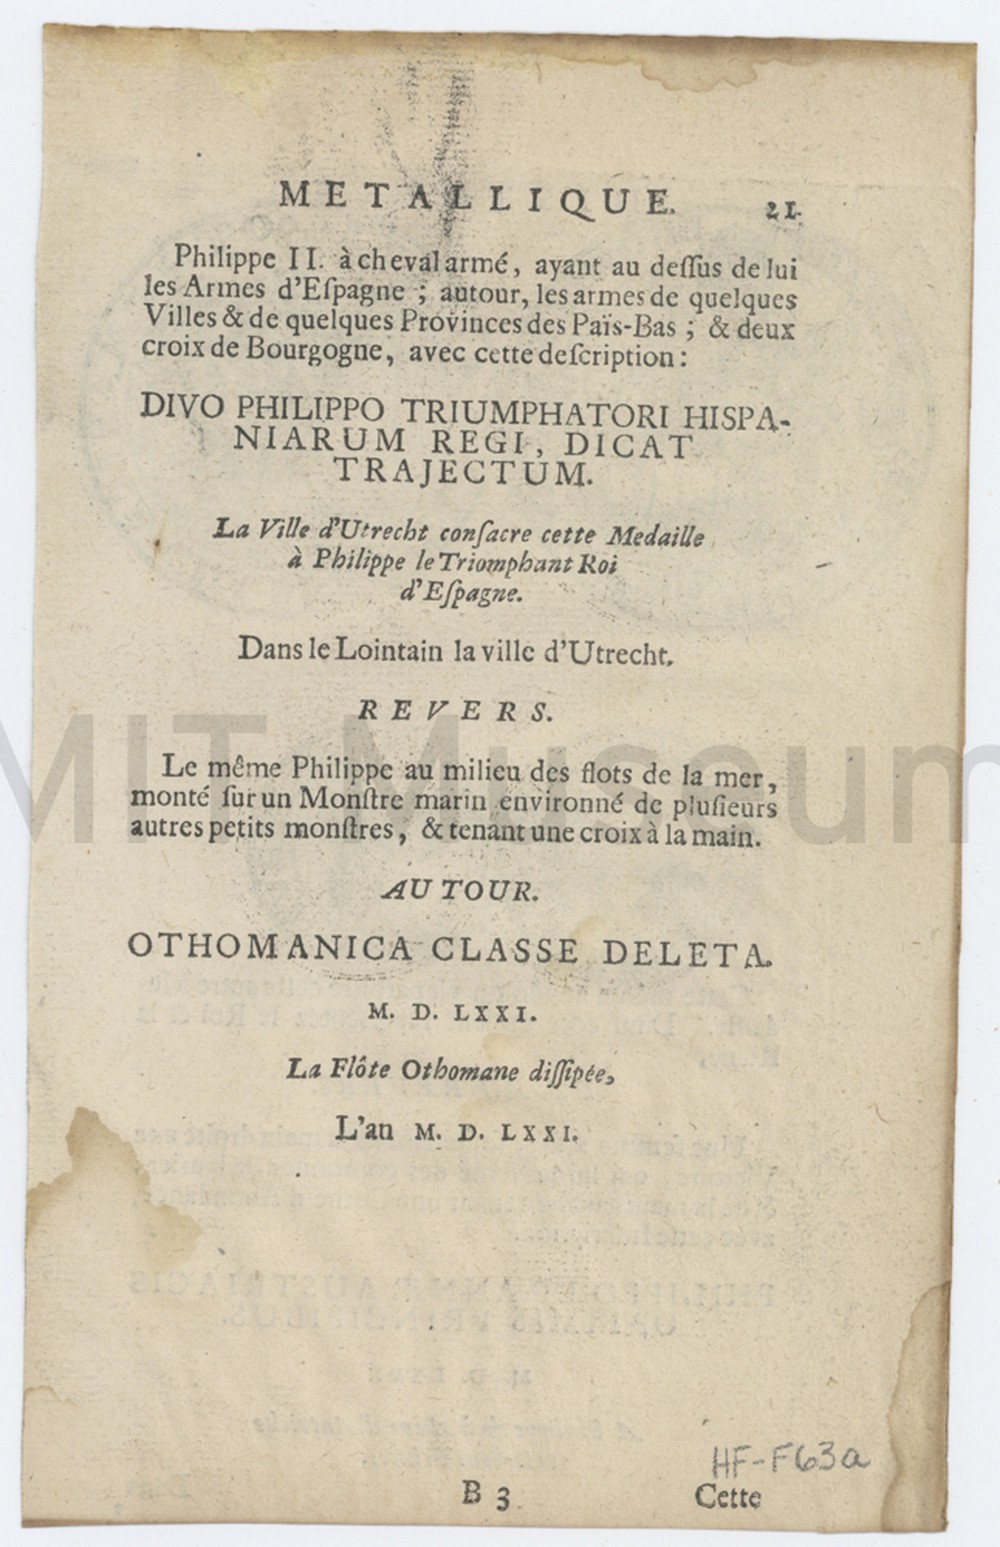 METALLIQUE. 21.
Philippe II. à cheval armé, ayant au deſſus de lui
les Armes d'Eſpagne ; autour, les armes de quelques
Villes & de quelques Provinces des Païs-Bas ; & deux
croix de Bourgogne, avec cette deſcription :
DIVO PHILIPPO TRIUMPHATORI HISPA-
NIARUM REGI, DICAT
TRAJECTUM.
La Ville d'Utrecht conſacre cette Medaille
à Philippe le Triomphant Roi
d'Eſpagne.
Dans le Lointain la ville d'Utrecht.
REVERS.
Le même Philippe au milieu des flots de la mer,
monté ſur un Monſtre marin environné de pluſieurs
autres petits monſtres, & tenant une croix à la main.
AUTOUR.
OTHOMANICA CLASSE DELETA.
M. D. LXXI.
La Flôte Othomane diſſipée,
L'an M. D. LXXI.
HF-F63a
B 3 Cette
MIT Museum